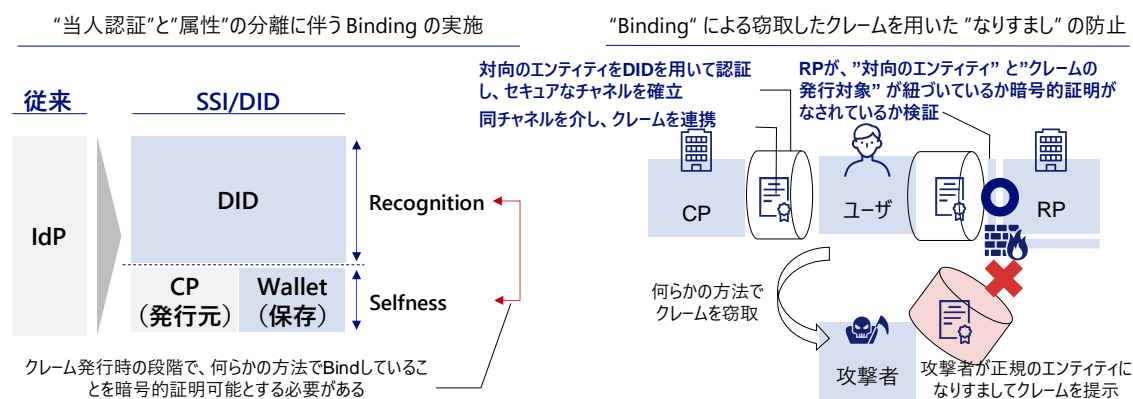 “当人認証”と”属性”の分離に伴う Binding の実施
従来
SSI/DID
IdP
DID
CP
（発行元）
Wallet
（保存）
Recognition
Selfness
クレーム発行時の段階で、何らかの方法でBindしているこ
とを暗号的証明可能とする必要がある
“Binding“ による窃取したクレームを用いた ”なりすまし” の防止
対向のエンティティをDIDを用いて認証
し、セキュアなチャネルを確立
同チャネルを介し、クレームを連携
RPが、”対向のエンティティ” と”クレームの
発行対象” が紐づいているか暗号的証明が
なされているか検証
CP
ユーザ
RP
何らかの方法で
クレームを窃取
攻撃者
攻撃者が正規のエンティティに
なりすましてクレームを提示